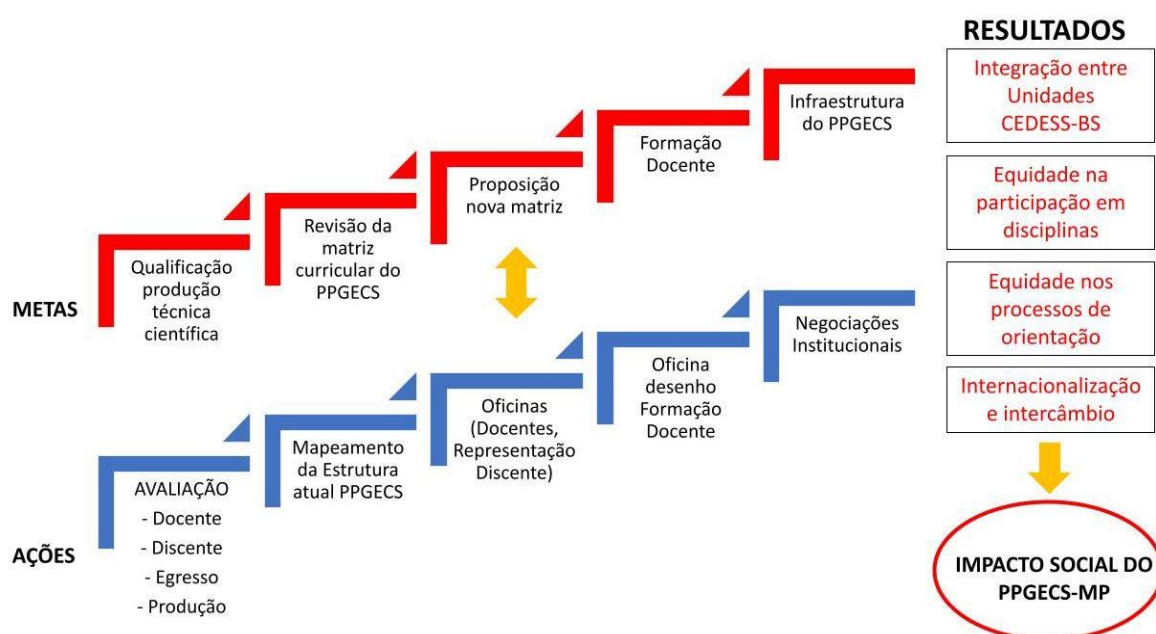 RESULTADOS
Integração entre
Unidades
CEDESS-BS
Equidade na
participação em
disciplinas
Equidade nos
processos de
orientação
Internacionalização
e intercâmbio
IMPACTO SOCIAL DO
PPGECS-MP
METAS
Qualificação
produção
técnica
científica
Revisão da
matriz
curricular do
PPGECS
Proposição
nova matriz
Formação
Docente
Infraestrutura
do PPGECS
AÇÕES
AVALIAÇÃO
- Docente
- Discente
- Egresso
- Produção
Mapeamento
da Estrutura
atual PPGECS
Oficinas
(Docentes,
Representação
Discente)
Oficina
desenho
Formação
Docente
Negociações
Institucionais